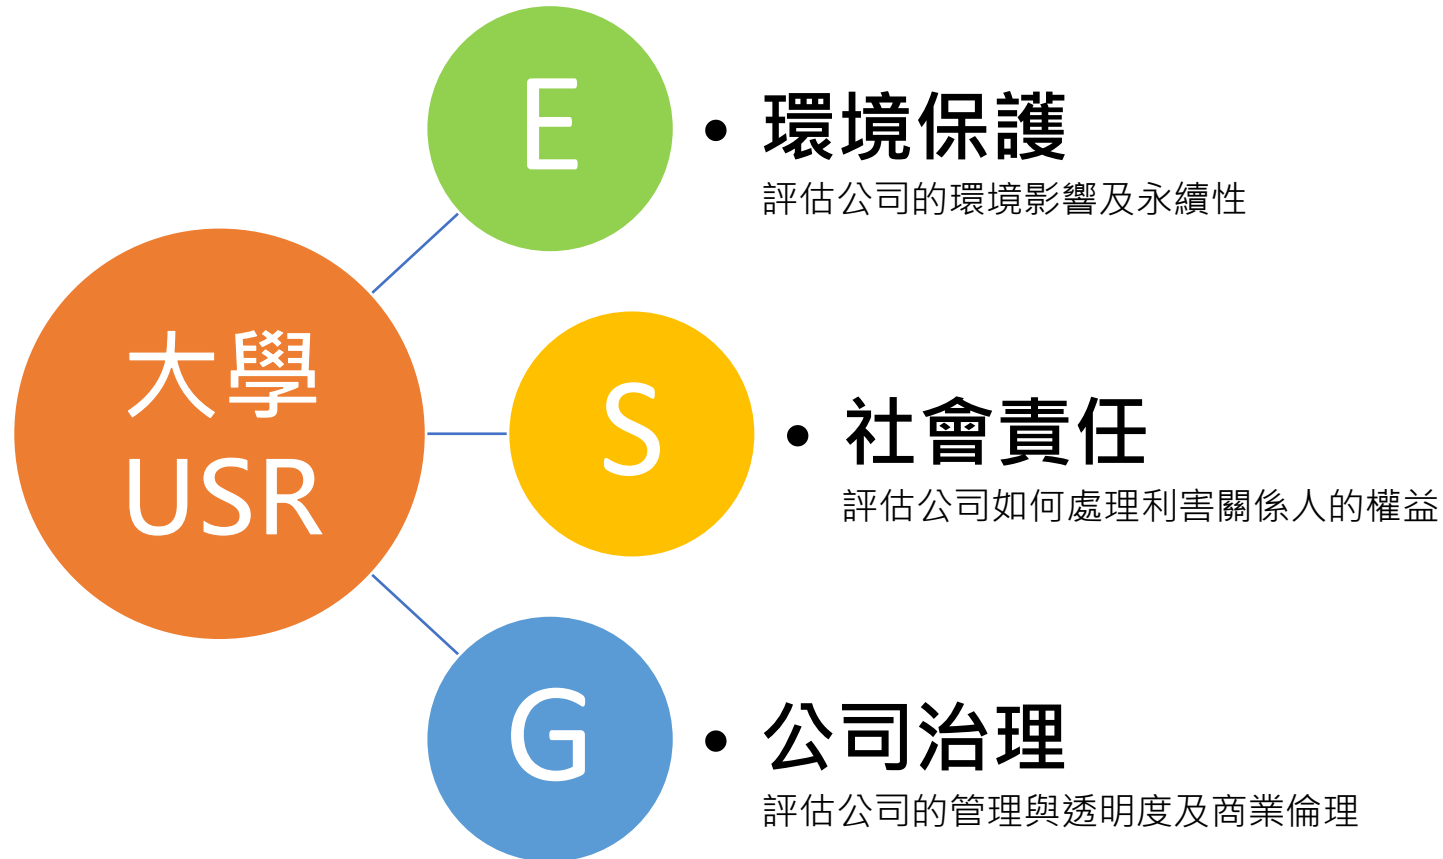 大學
USR
E
• 環境保護
評估公司的環境影響及永續性
S
• 社會責任
評估公司如何處理利害關係人的權益
G
• 公司治理
評估公司的管理與透明度及商業倫理